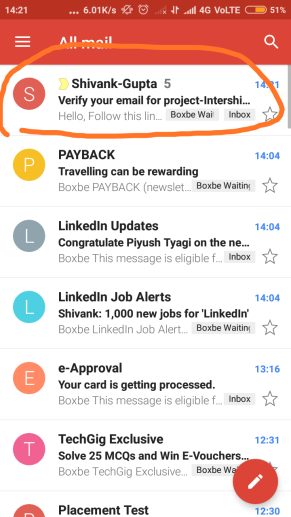 14:21 ... 6.01K/s 4G VoLTE 51%
All mail
S Shivank-Gupta 5 14:21
Verify your email for project-Intershi...
Hello, Follow this lin... Boxbe Wai Inbox
P PAYBACK 14:04
Travelling can be rewarding
Boxbe PAYBACK (newslet... Boxbe Waiting
L LinkedIn Updates 14:04
Congratulate Piyush Tyagi on the ne...
Boxbe This message is eligible f... Inbox
L LinkedIn Job Alerts 14:04
Shivank: 1,000 new jobs for 'LinkedIn'
Boxbe LinkedIn Job Alert... Boxbe Waiting
E e-Approval 13:16
Your card is getting processed.
Boxbe This message is eligible f... Inbox
T TechGig Exclusive 12:31
Solve 25 MCQs and Win E-Vouchers...
Boxbe TechGig Exclusive... Boxbe Wa
Placement Test 12:30